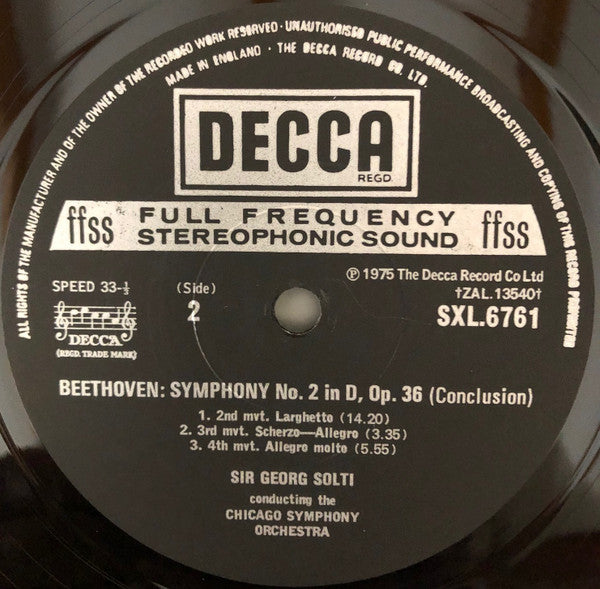 ALL RIGHTS OF THE MANUFACTURER AND OF THE OWNER OF THE RECORDED WORK RESERVED · UNAUTHORISED PUBLIC PERFORMANCE BROADCASTING AND COPYING OF THIS RECORD PROHIBITED
MADE IN ENGLAND · THE DECCA RECORD CO. LTD.
DECCA
REGD.
ffss FULL FREQUENCY ffss
STEREOPHONIC SOUND
SPEED 33-⅓
(Side)
2
℗ 1975 The Decca Record Co Ltd
†ZAL.13540†
SXL.6761
DECCA
(REGD. TRADE MARK)
BEETHOVEN: SYMPHONY No. 2 in D, Op. 36 (Conclusion)
1. 2nd mvt. Larghetto (14.20)
2. 3rd mvt. Scherzo—Allegro (3.35)
3. 4th mvt. Allegro molto (5.55)
SIR GEORG SOLTI
conducting the
CHICAGO SYMPHONY
ORCHESTRA